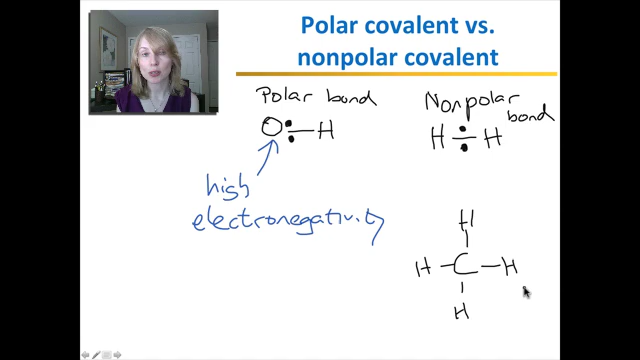 Polar covalent vs.
nonpolar covalent
Polar bond
O : — H
high
electronegativity
Nonpolar
bond
H : H
H
H — C — H
H